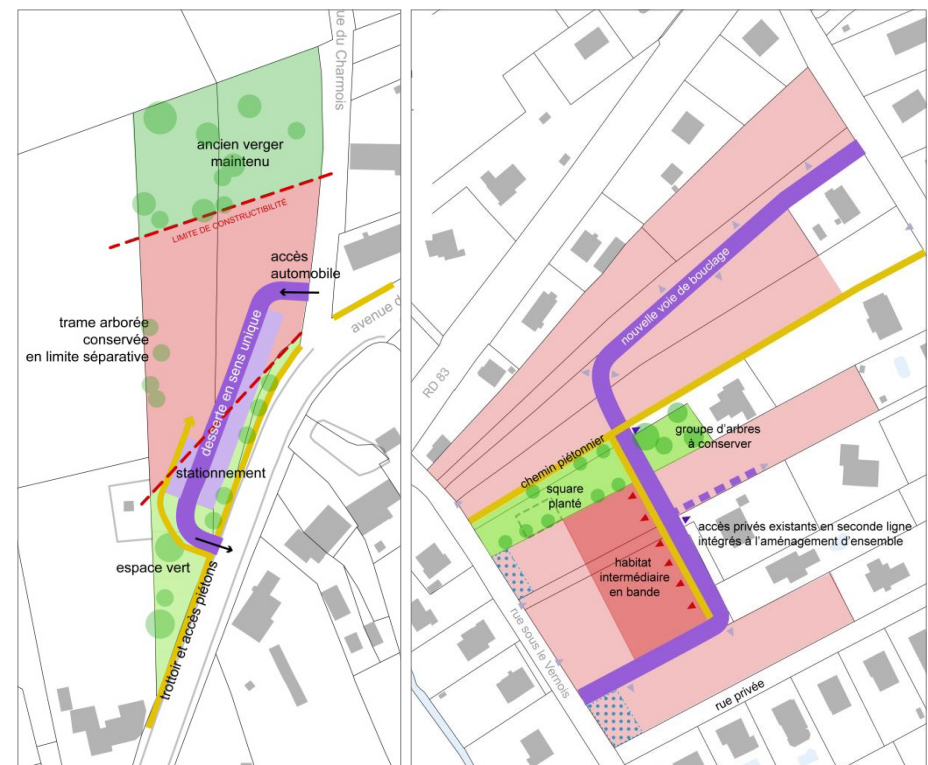 ue du Charmois
ancien verger
maintenu
LIMITE DE CONSTRUCTIBILITÉ
accès
automobile
avenue d
trame arborée
conservée
en limite séparative
desserte en sens unique
stationnement
espace vert
trottoir et accès piétons
nouvelle voie de bouclage
RD 83
groupe d'arbres
à conserver
chemin piétonnier
square
planté
accès privés existants en seconde ligne
intégrés à l'aménagement d'ensemble
habitat
intermédiaire
en bande
rue sous le Vernois
rue privée